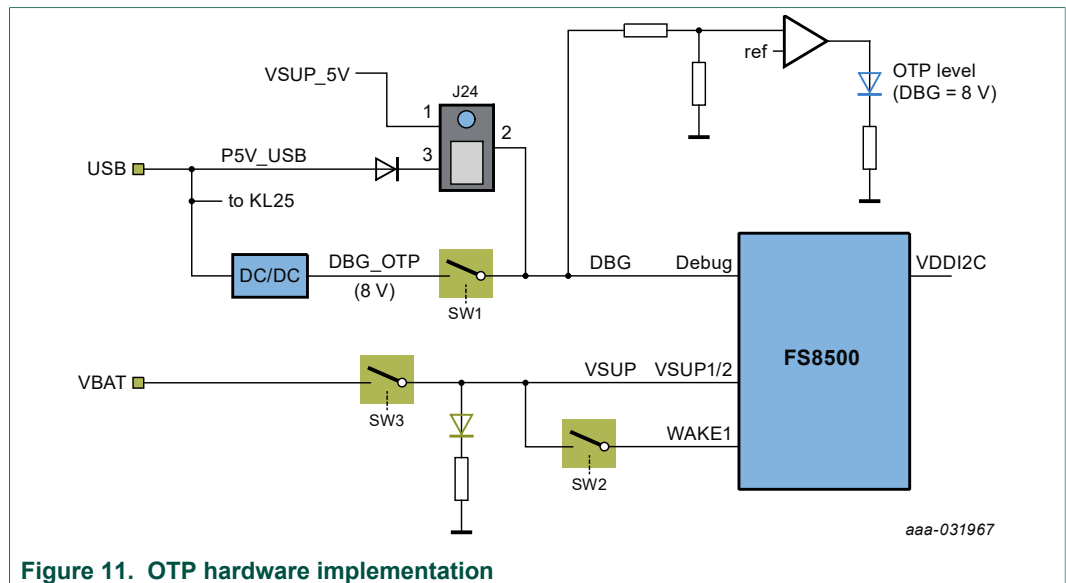 ref
OTP level
(DBG = 8 V)
VSUP_5V
J24
1
2
3
USB
P5V_USB
to KL25
DC/DC
DBG_OTP
(8 V)
SW1
DBG
Debug
VDDI2C
FS8500
VBAT
SW3
VSUP
VSUP1/2
SW2
WAKE1
aaa-031967
Figure 11. OTP hardware implementation